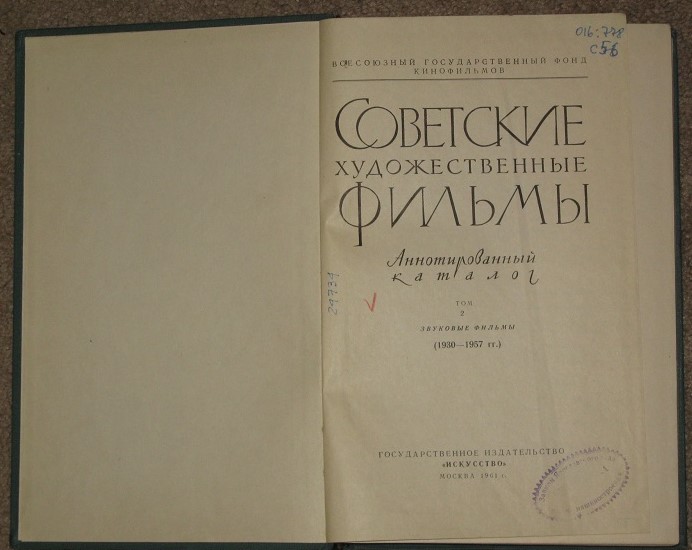 016:778
С56
ВСЕСОЮЗНЫЙ ГОСУДАРСТВЕННЫЙ ФОНД
КИНОФИЛЬМОВ
СОВЕТСКИЕ
ХУДОЖЕСТВЕННЫЕ
ФИЛЬМЫ
Аннотированный
каталог
ТОМ
2
ЗВУКОВЫЕ ФИЛЬМЫ
(1930—1957 гг.)
ГОСУДАРСТВЕННОЕ ИЗДАТЕЛЬСТВО
«ИСКУССТВО»
МОСКВА 1961 г.